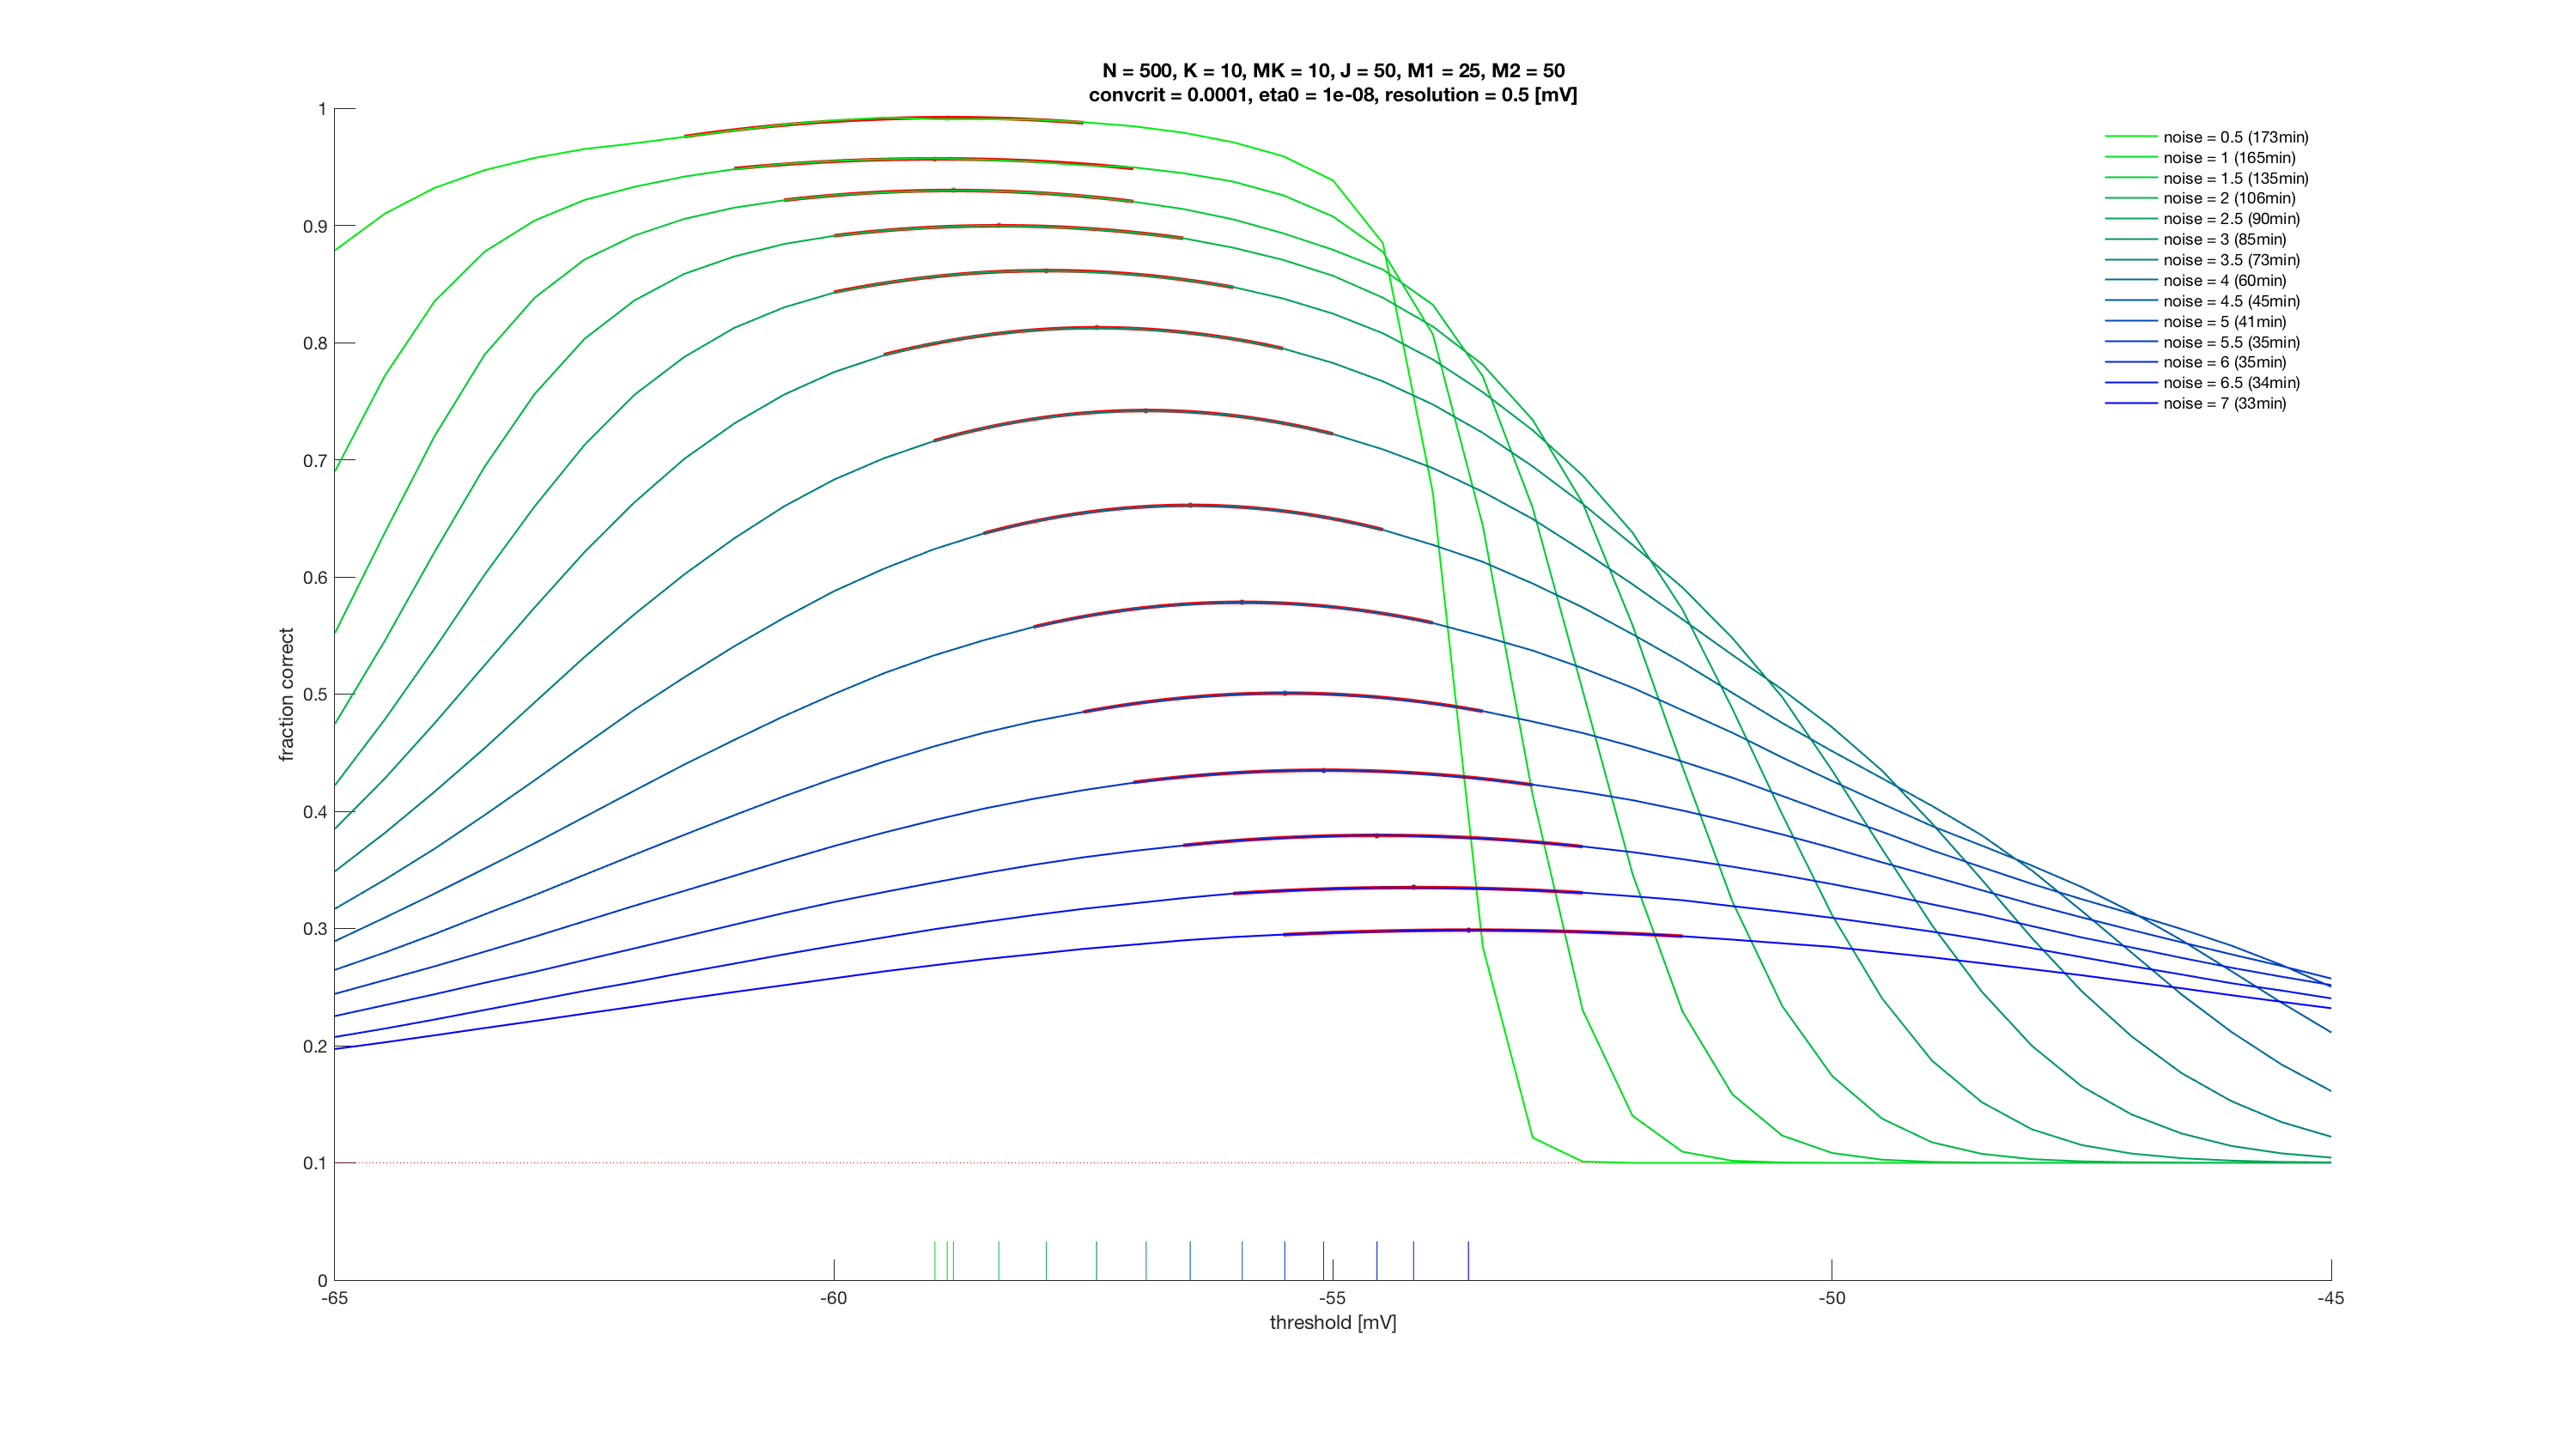 N = 500, K = 10, MK = 10, J = 50, M1 = 25, M2 = 50
convcrit = 0.0001, eta0 = 1e-08, resolution = 0.5 [mV]
noise = 0.5 (173min)
noise = 1 (165min)
noise = 1.5 (135min)
noise = 2 (106min)
noise = 2.5 (90min)
noise = 3 (85min)
noise = 3.5 (73min)
noise = 4 (60min)
noise = 4.5 (45min)
noise = 5 (41min)
noise = 5.5 (35min)
noise = 6 (35min)
noise = 6.5 (34min)
noise = 7 (33min)
fraction correct
1
0.9
0.8
0.7
0.6
0.5
0.4
0.3
0.2
0.1
0
-65 -60 -55 -50 -45
threshold [mV]